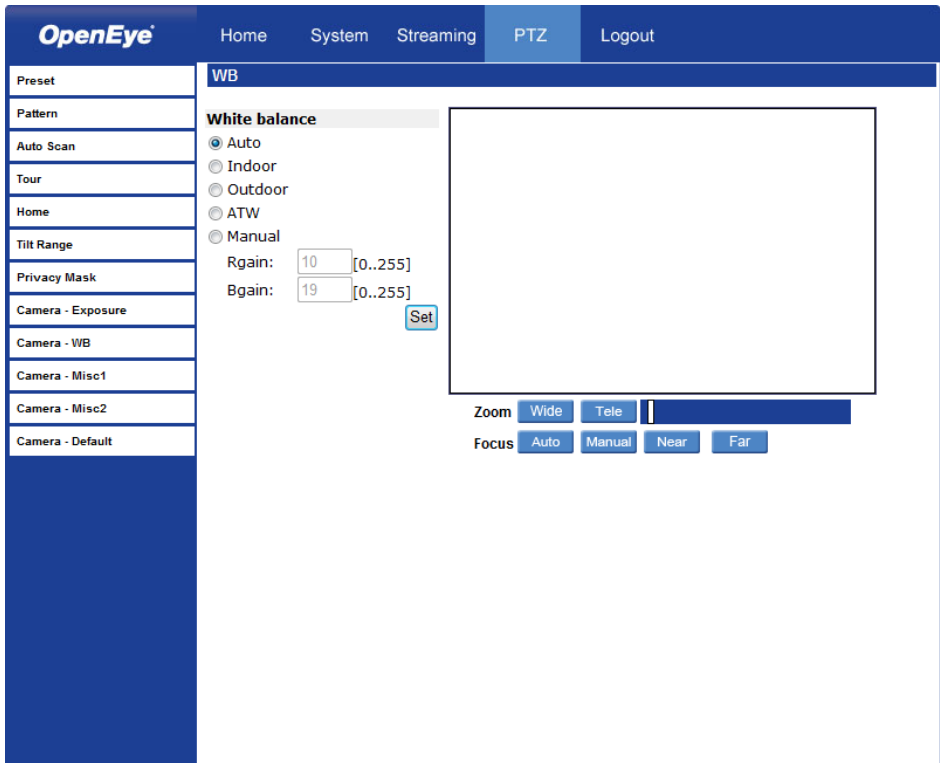 OpenEye Home System Streaming PTZ Logout
Preset
Pattern
Auto Scan
Tour
Home
Tilt Range
Privacy Mask
Camera - Exposure
Camera - WB
Camera - Misc1
Camera - Misc2
Camera - Default
WB
White balance
Auto
Indoor
Outdoor
ATW
Manual
Rgain: 10 [0..255]
Bgain: 19 [0..255]
Set
Zoom Wide Tele
Focus Auto Manual Near Far